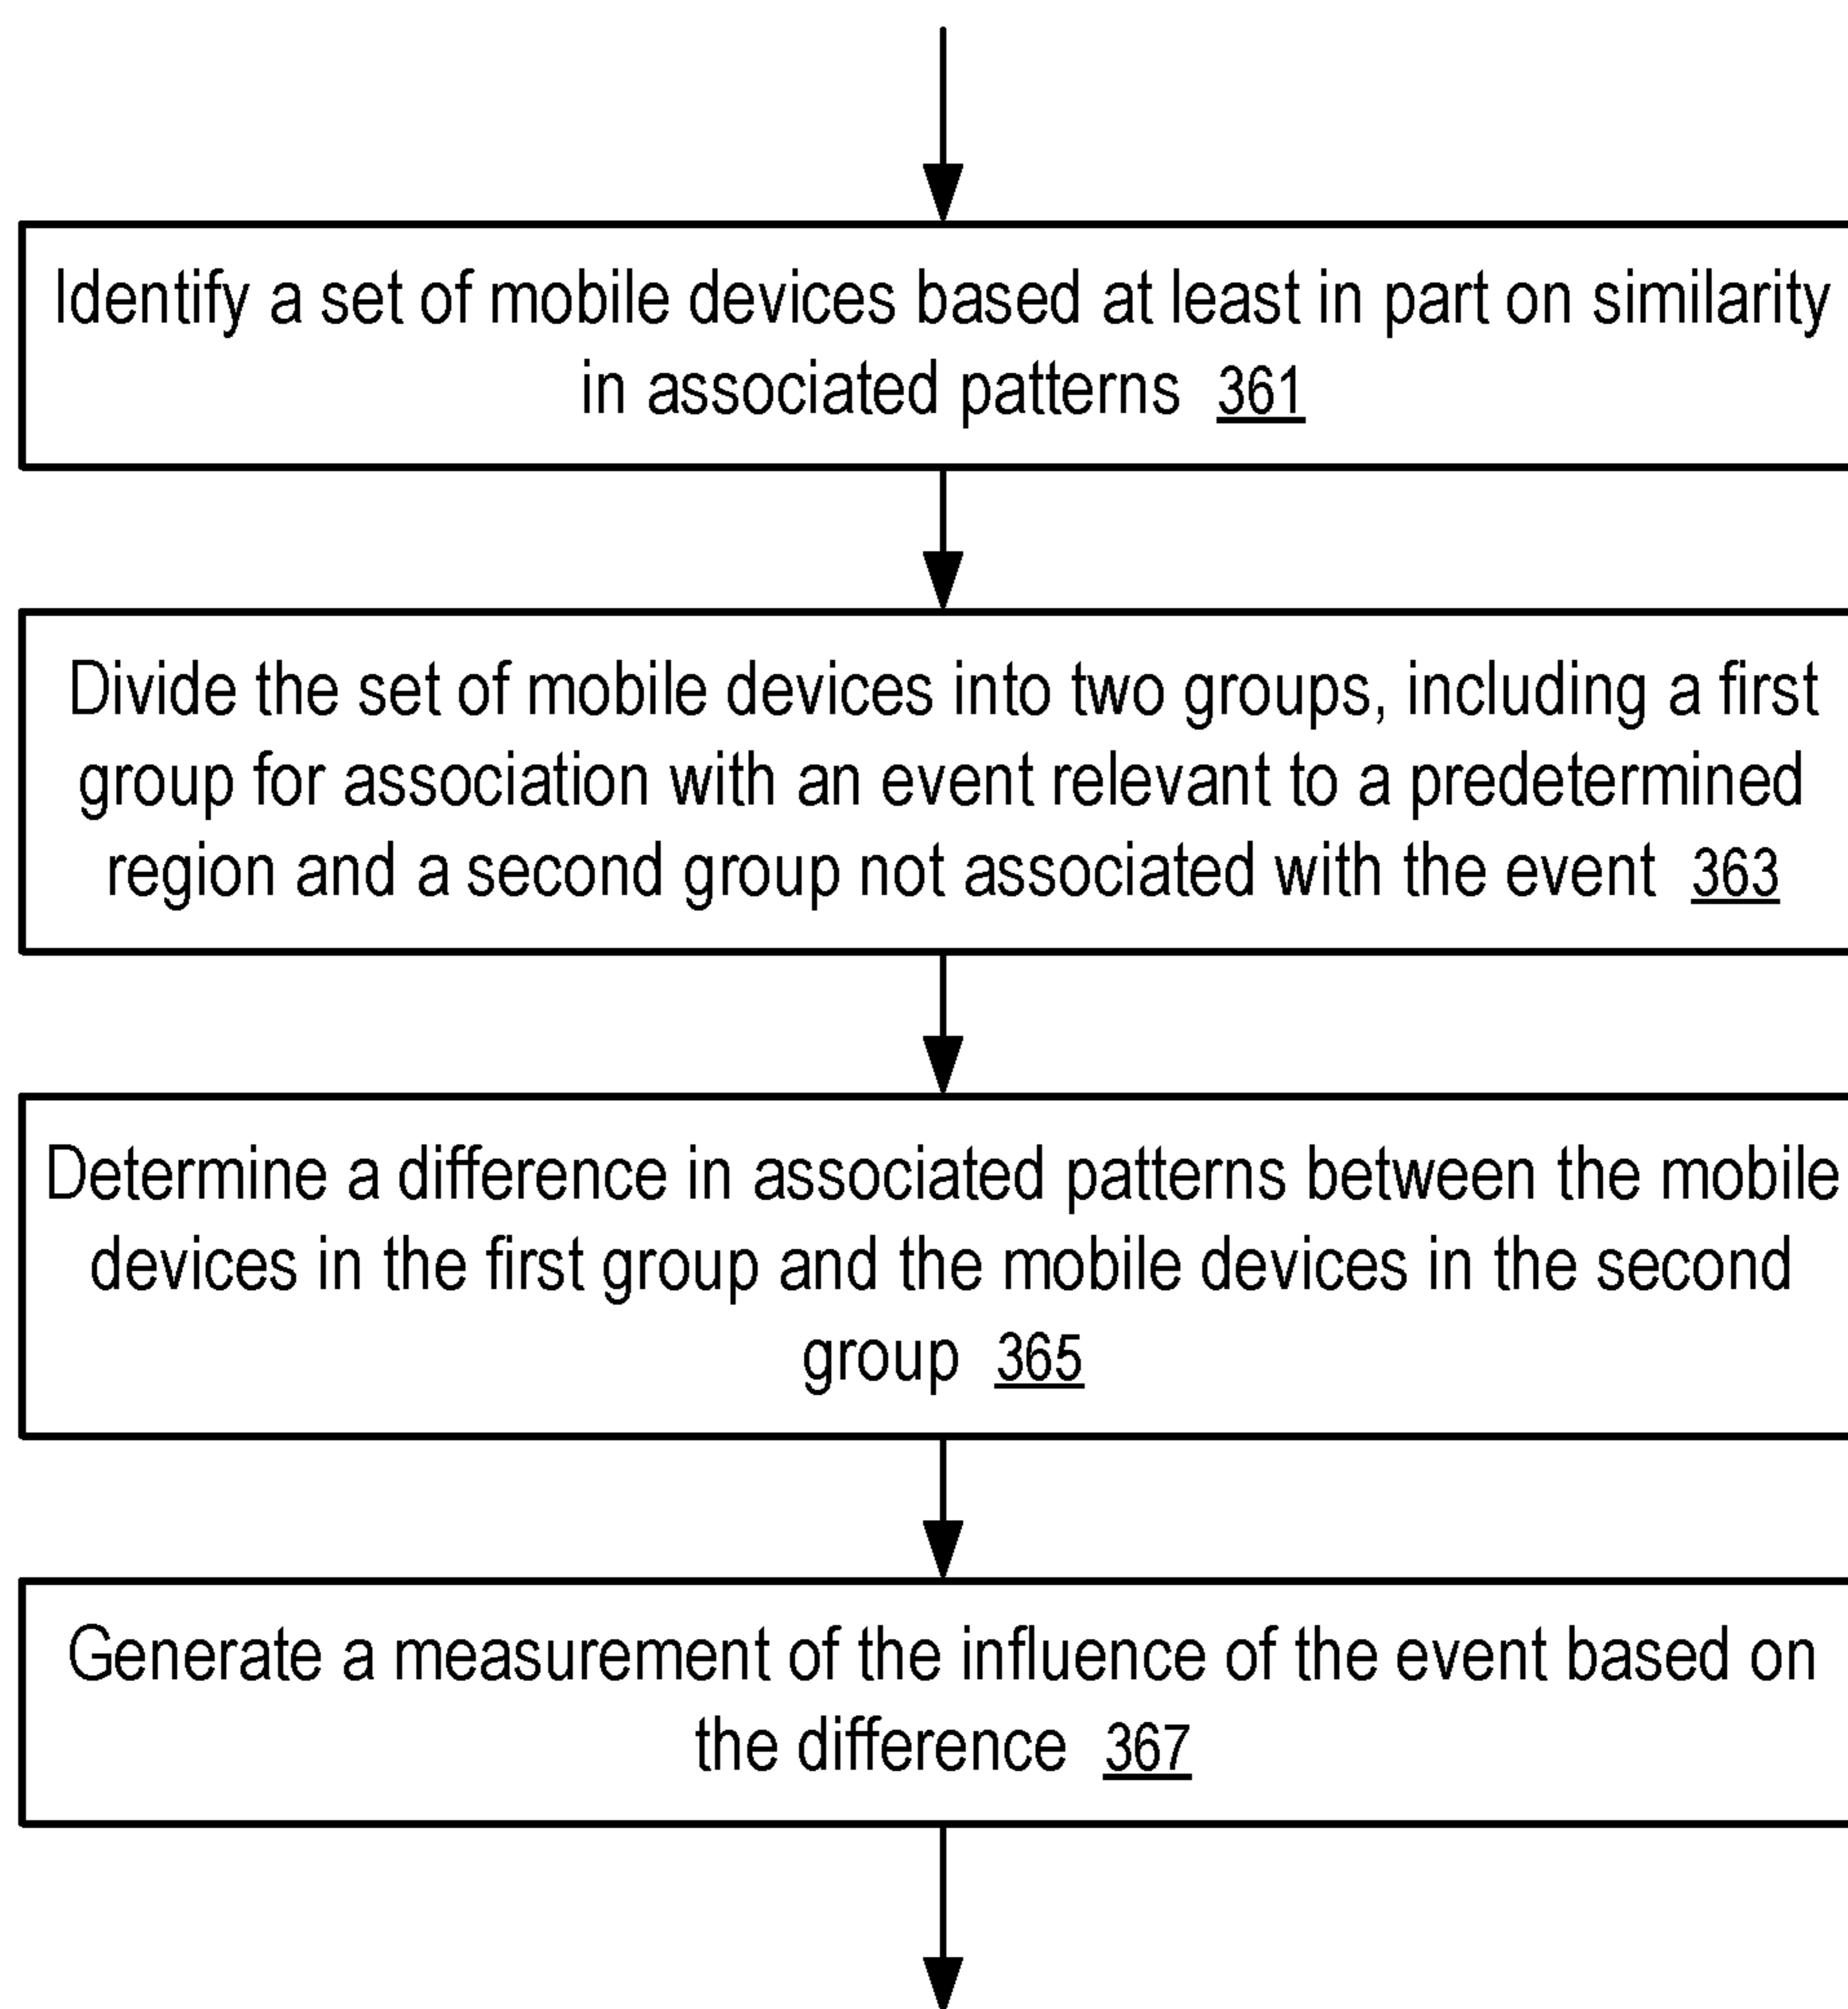 Identify a set of mobile devices based at least in part on similarity
in associated patterns 361
Divide the set of mobile devices into two groups, including a first
group for association with an event relevant to a predetermined
region and a second group not associated with the event 363
Determine a difference in associated patterns between the mobile
devices in the first group and the mobile devices in the second
group 365
Generate a measurement of the influence of the event based on
the difference 367